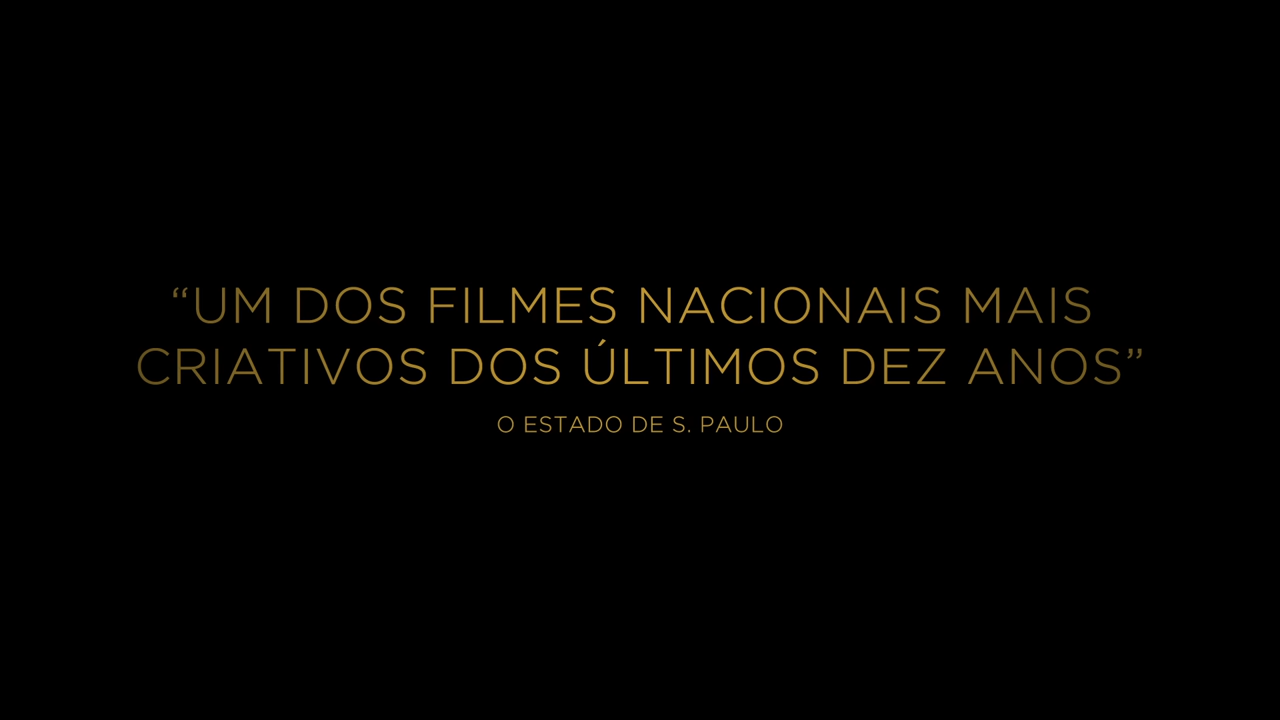 “UM DOS FILMES NACIONAIS MAIS
CRIATIVOS DOS ÚLTIMOS DEZ ANOS”
O ESTADO DE S. PAULO